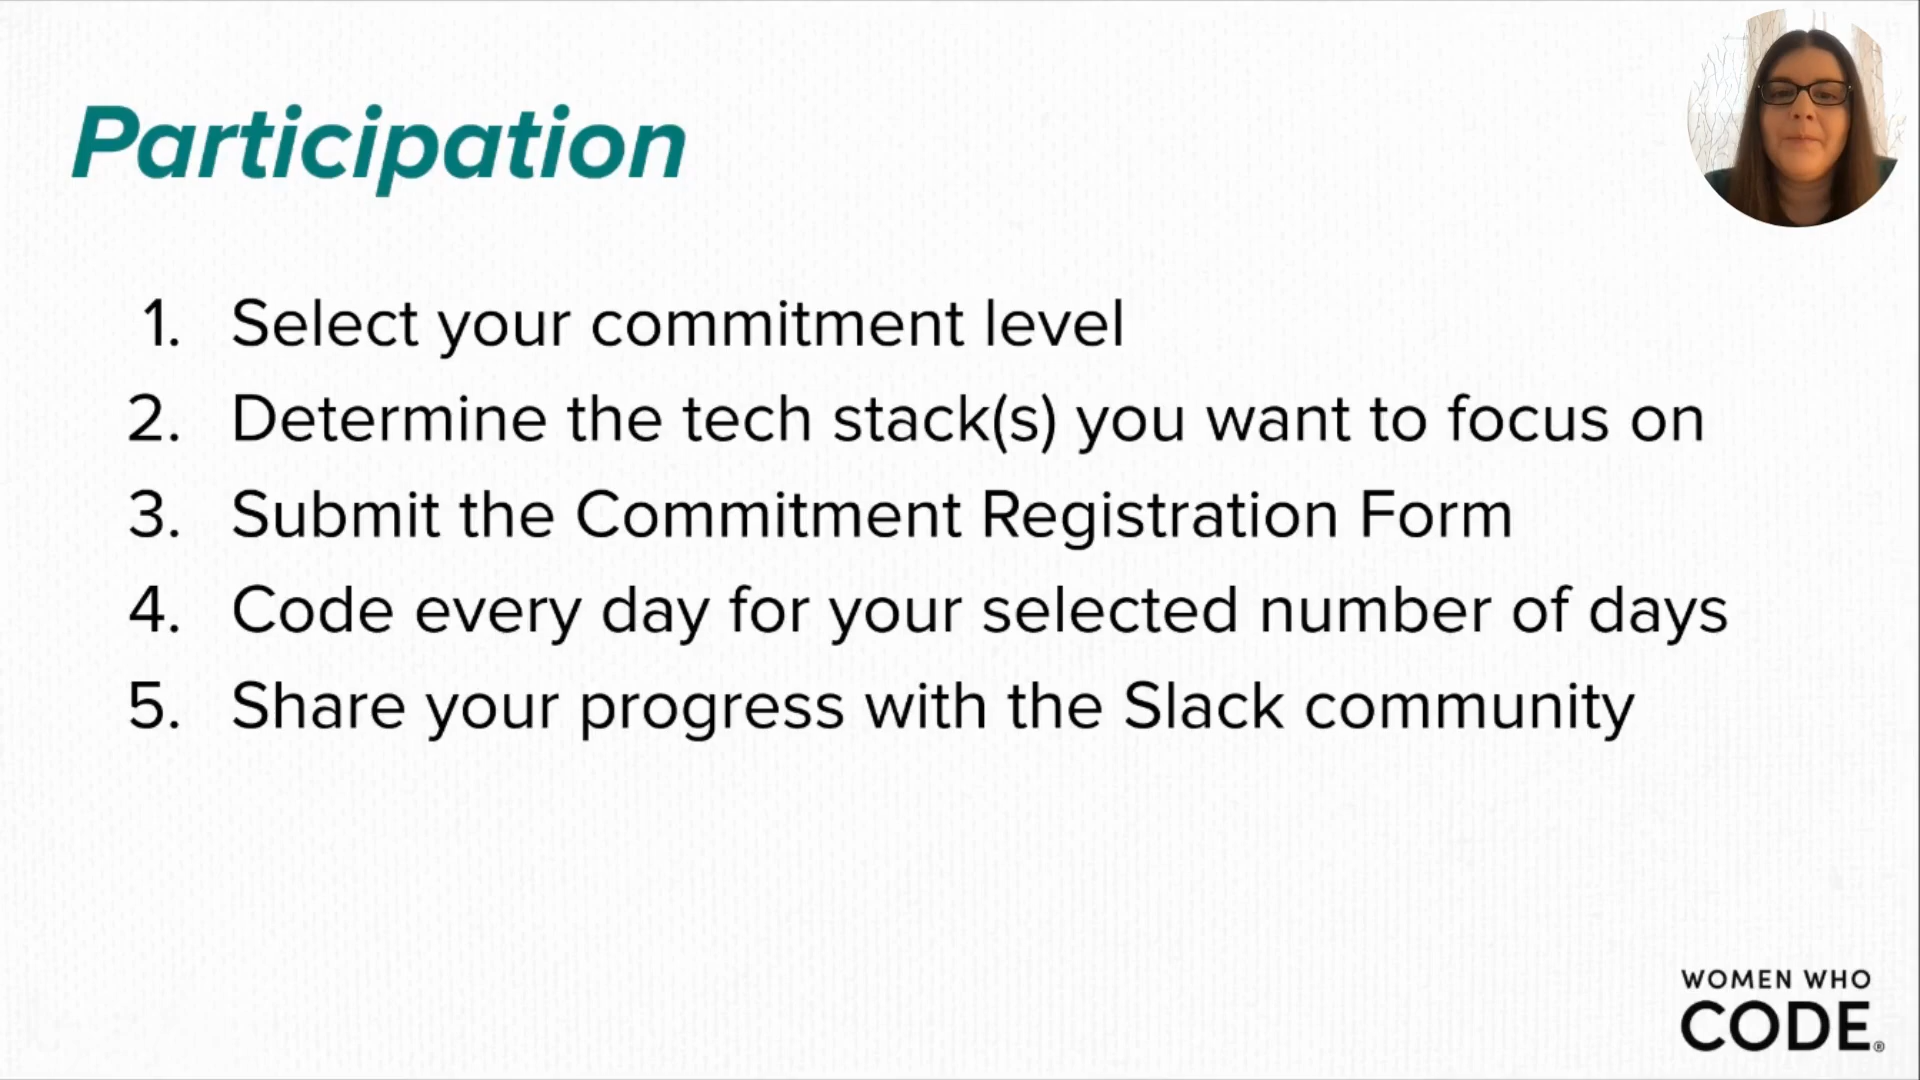 Participation
1. Select your commitment level
2. Determine the tech stack(s) you want to focus on
3. Submit the Commitment Registration Form
4. Code every day for your selected number of days
5. Share your progress with the Slack community
WOMEN WHO
CODE®